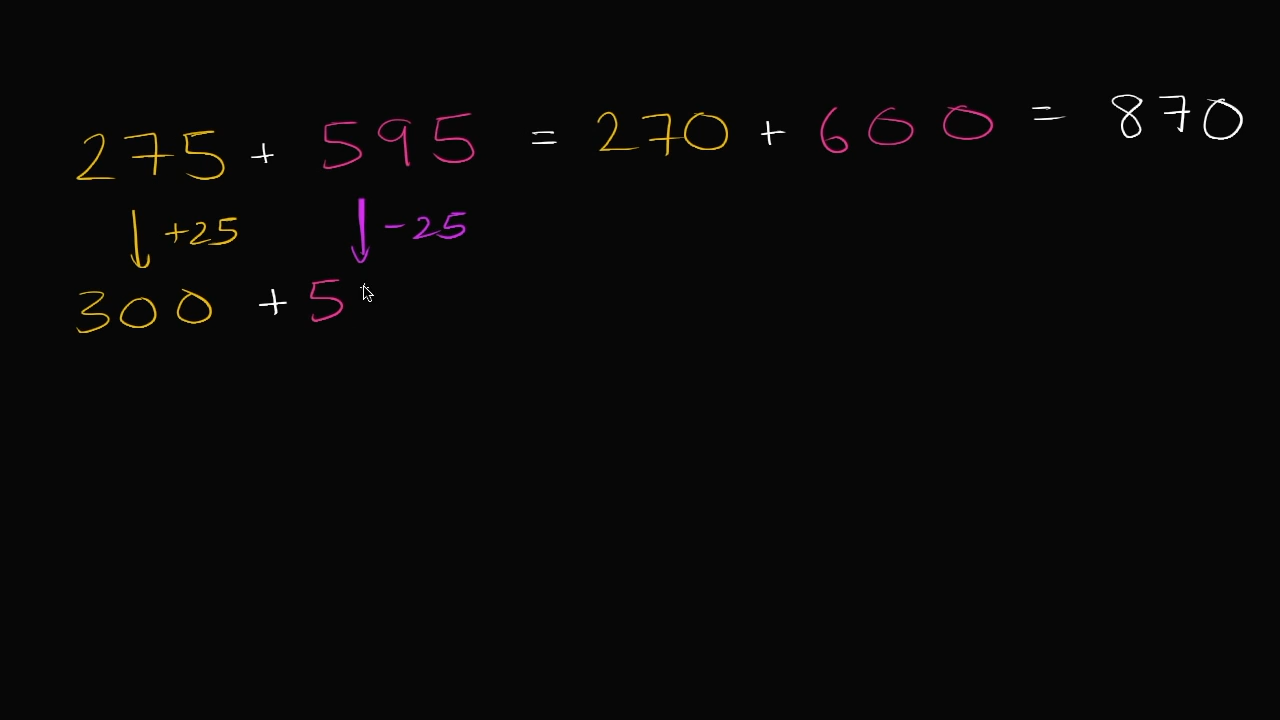 275 + 595 = 270 + 600 = 870
+25 -25
300 + 5